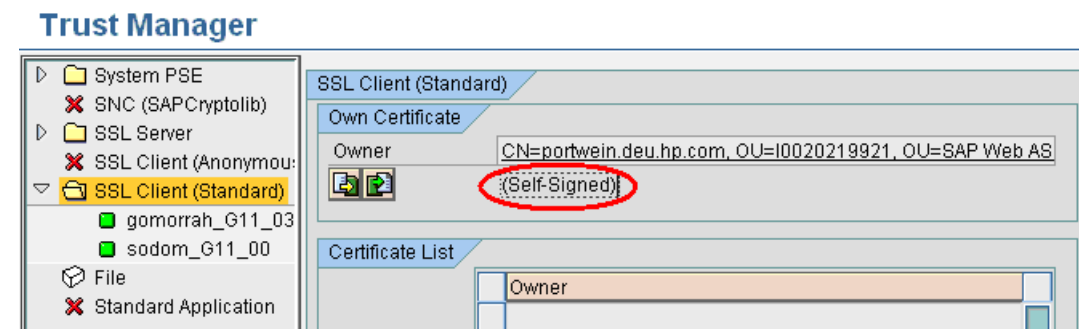 Trust Manager
System PSE
SNC (SAPCryptolib)
SSL Server
SSL Client (Anonymou
SSL Client (Standard)
gomorrah_G11_03
sodom_G11_00
File
Standard Application
SSL Client (Standard)
Own Certificate
Owner CN=portwein.deu.hp.com, OU=I0020219921, OU=SAP Web AS
(Self-Signed)
Certificate List
Owner